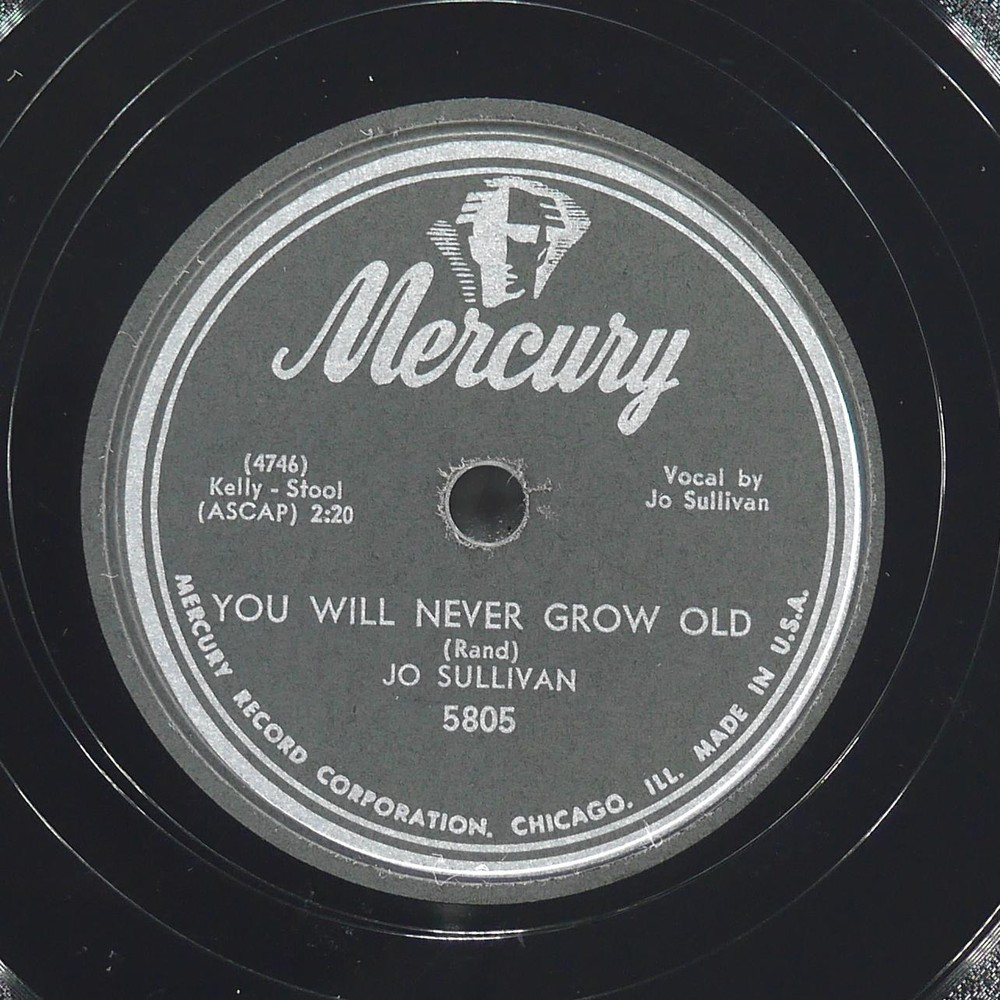 Mercury
(4746)
Kelly - Stool
(ASCAP) 2:20
Vocal by
Jo Sullivan
YOU WILL NEVER GROW OLD
(Rand)
JO SULLIVAN
5805
MERCURY RECORD CORPORATION. CHICAGO. ILL. MADE IN U.S.A.